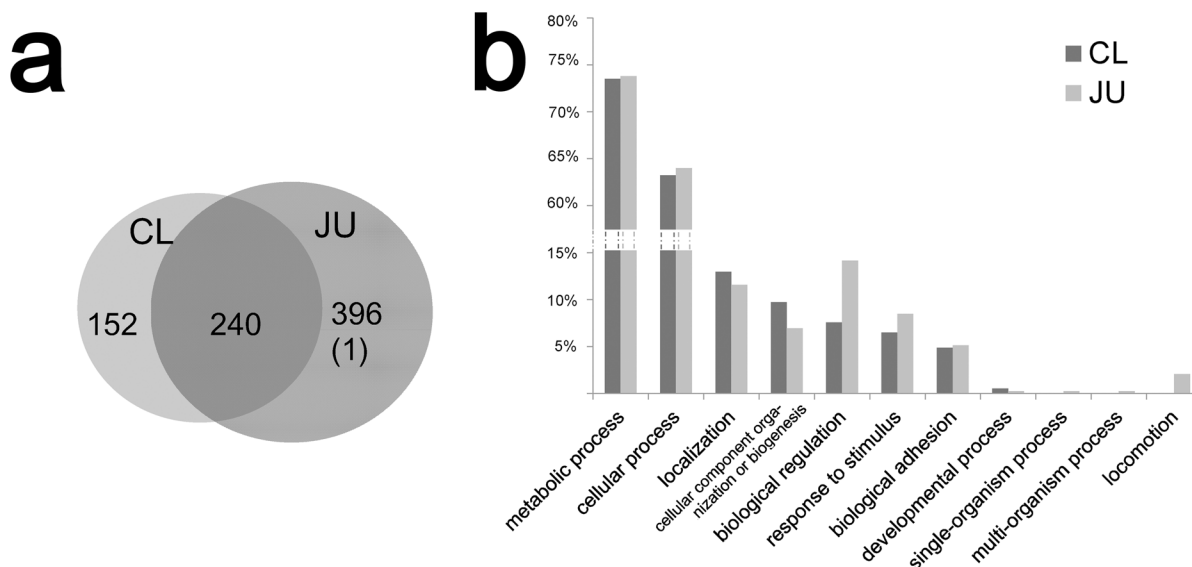 a
CL
JU
152
240
396
(1)
b
80%
75%
70%
65%
60%
15%
10%
5%
CL
JU
metabolic process
cellular process
localization
cellular component orga-
nization or biogenesis
biological regulation
response to stimulus
biological adhesion
developmental process
single-organism process
multi-organism process
locomotion